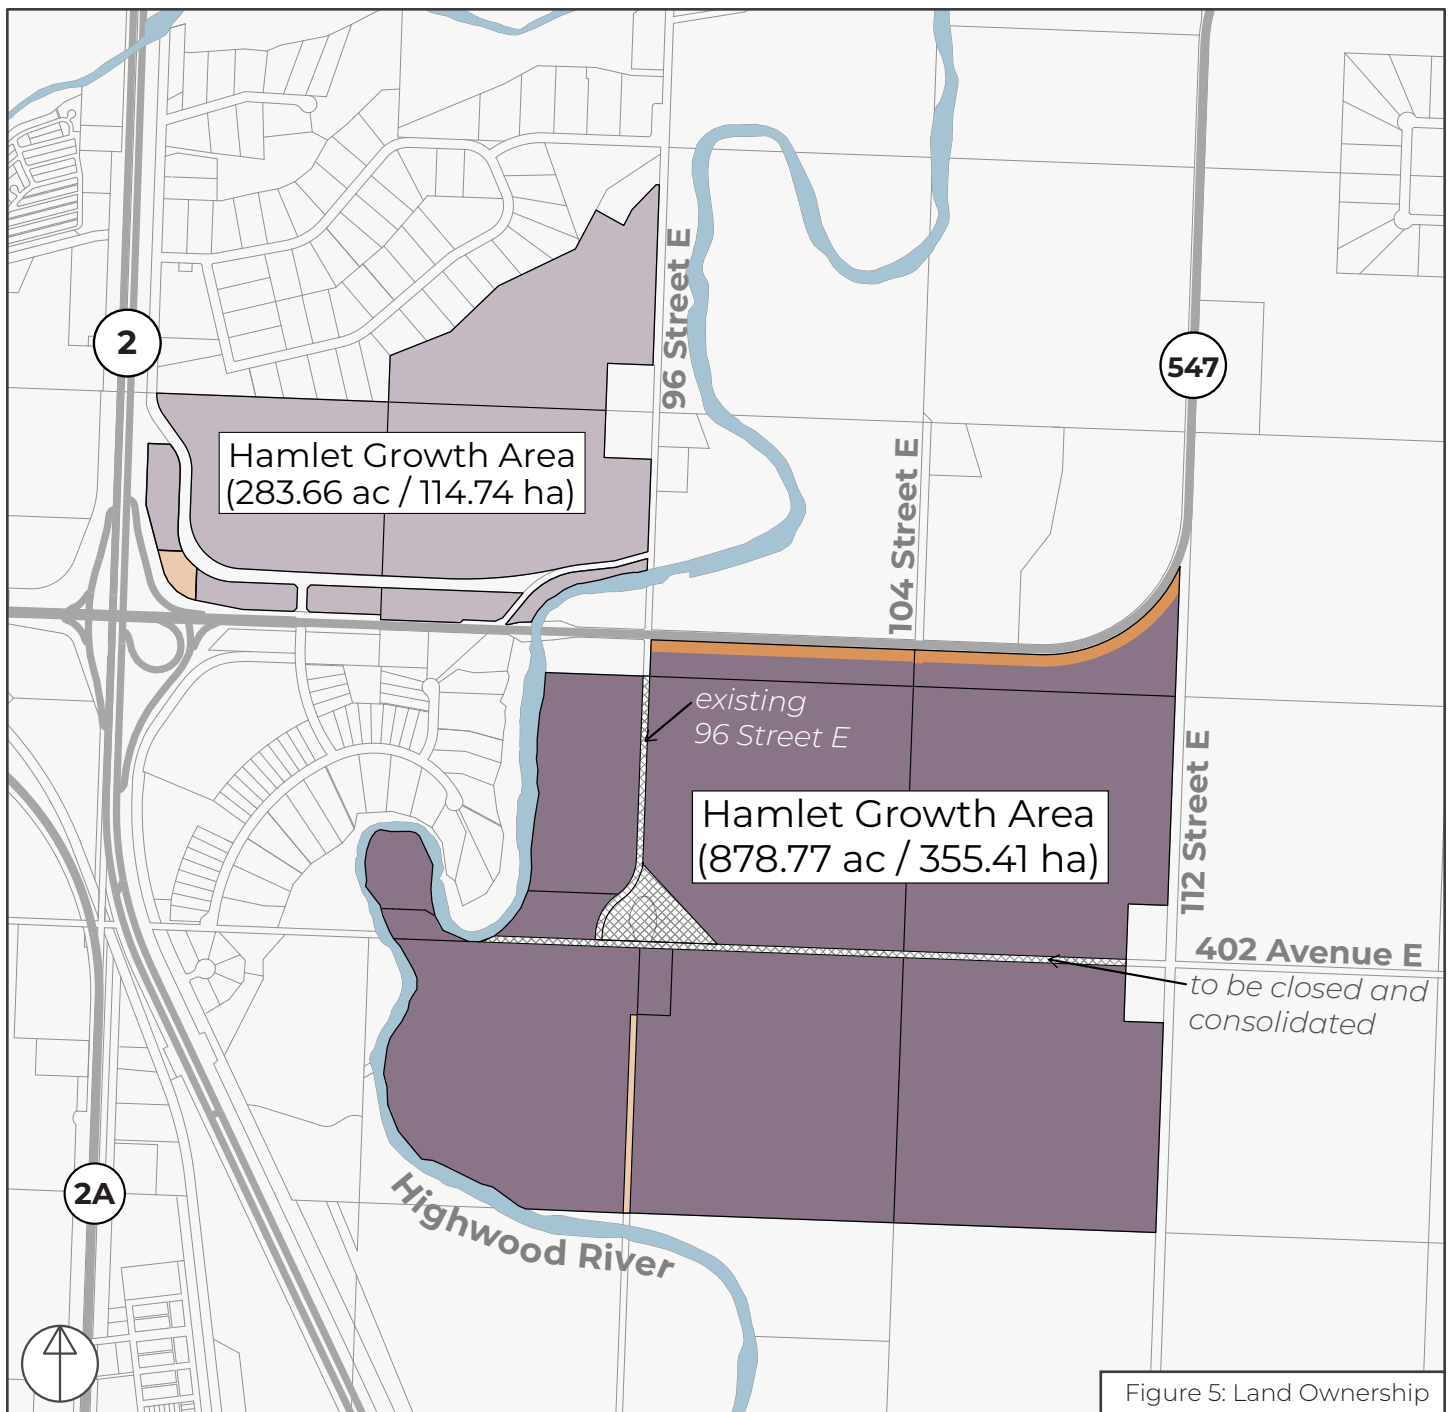 2
96 Street E
547
Hamlet Growth Area
(283.66 ac / 114.74 ha)
104 Street E
existing
96 Street E
112 Street E
Hamlet Growth Area
(878.77 ac / 355.41 ha)
402 Avenue E
to be closed and
consolidated
2A
Highwood River
Figure 5: Land Ownership